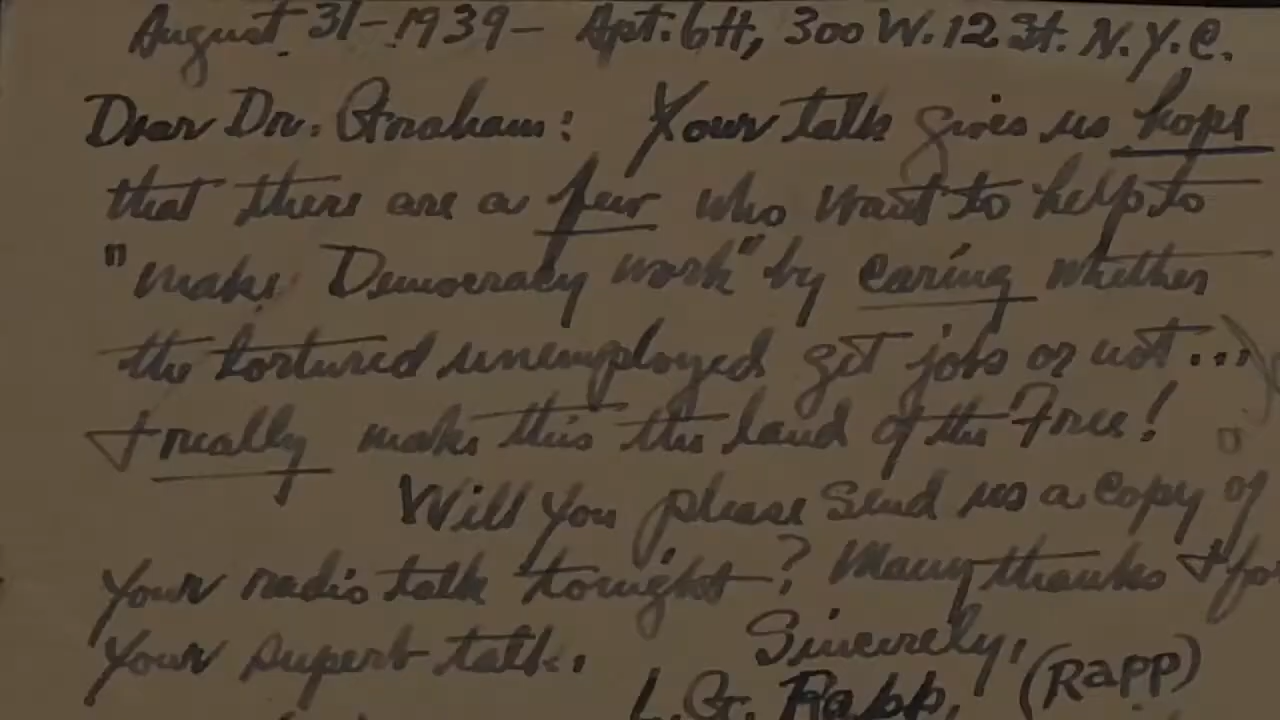 August 31-1939- Apt. 6H, 300 W. 12 St. N.Y.C.
Dear Dr. Graham: Your talk gives us hope
that there are a few who want to help to
"make Democracy work" by caring whether
the tortured unemployed get jobs or not...
+ really make this the land of the Free!
Will you please send us a copy of
your radio talk tonight? Many thanks + for
your superb talk.
Sincerely,
L. G. Rapp, (Rapp)